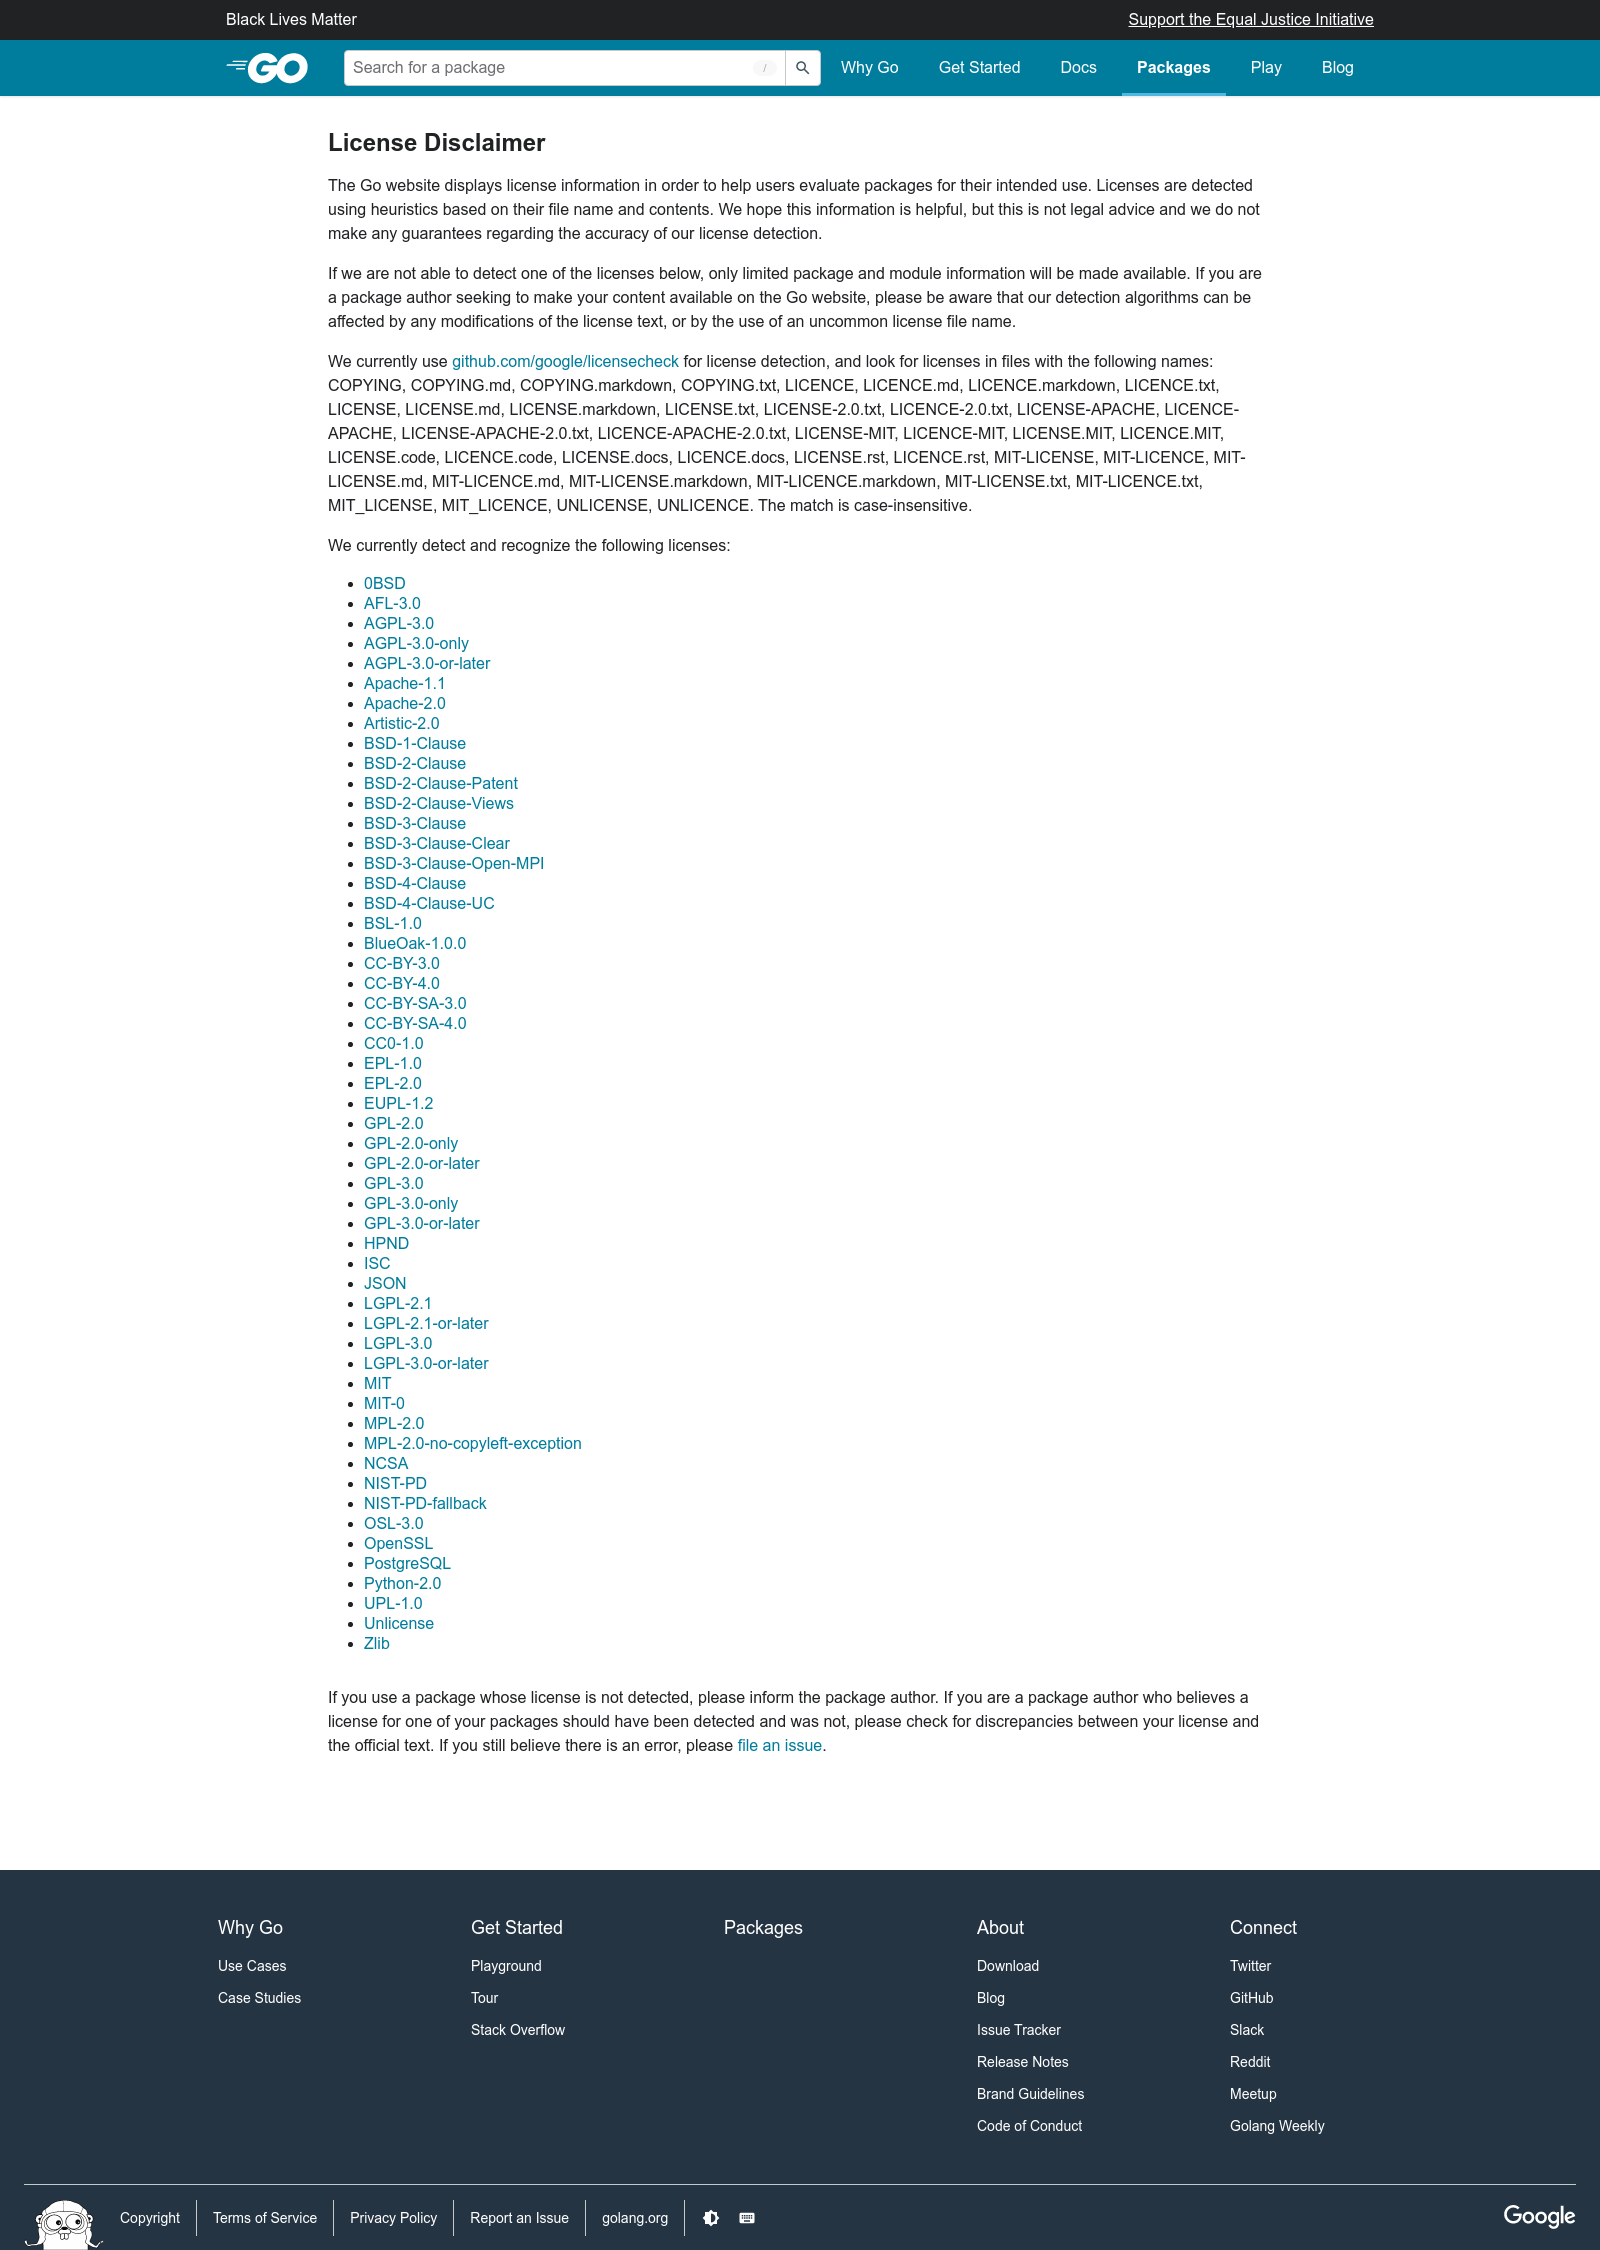 Black Lives Matter
Support the Equal Justice Initiative
GO
Search for a package
/
Why Go
Get Started
Docs
Packages
Play
Blog
License Disclaimer
The Go website displays license information in order to help users evaluate packages for their intended use. Licenses are detected
using heuristics based on their file name and contents. We hope this information is helpful, but this is not legal advice and we do not
make any guarantees regarding the accuracy of our license detection.
If we are not able to detect one of the licenses below, only limited package and module information will be made available. If you are
a package author seeking to make your content available on the Go website, please be aware that our detection algorithms can be
affected by any modifications of the license text, or by the use of an uncommon license file name.
We currently use github.com/google/licensecheck for license detection, and look for licenses in files with the following names:
COPYING, COPYING.md, COPYING.markdown, COPYING.txt, LICENCE, LICENCE.md, LICENCE.markdown, LICENCE.txt,
LICENSE, LICENSE.md, LICENSE.markdown, LICENSE.txt, LICENSE-2.0.txt, LICENCE-2.0.txt, LICENSE-APACHE, LICENCE-
APACHE, LICENSE-APACHE-2.0.txt, LICENCE-APACHE-2.0.txt, LICENSE-MIT, LICENCE-MIT, LICENSE.MIT, LICENCE.MIT,
LICENSE.code, LICENCE.code, LICENSE.docs, LICENCE.docs, LICENSE.rst, LICENCE.rst, MIT-LICENSE, MIT-LICENCE, MIT-
LICENSE.md, MIT-LICENCE.md, MIT-LICENSE.markdown, MIT-LICENCE.markdown, MIT-LICENSE.txt, MIT-LICENCE.txt,
MIT_LICENSE, MIT_LICENCE, UNLICENSE, UNLICENCE. The match is case-insensitive.
We currently detect and recognize the following licenses:
0BSD
AFL-3.0
AGPL-3.0
AGPL-3.0-only
AGPL-3.0-or-later
Apache-1.1
Apache-2.0
Artistic-2.0
BSD-1-Clause
BSD-2-Clause
BSD-2-Clause-Patent
BSD-2-Clause-Views
BSD-3-Clause
BSD-3-Clause-Clear
BSD-3-Clause-Open-MPI
BSD-4-Clause
BSD-4-Clause-UC
BSL-1.0
BlueOak-1.0.0
CC-BY-3.0
CC-BY-4.0
CC-BY-SA-3.0
CC-BY-SA-4.0
CC0-1.0
EPL-1.0
EPL-2.0
EUPL-1.2
GPL-2.0
GPL-2.0-only
GPL-2.0-or-later
GPL-3.0
GPL-3.0-only
GPL-3.0-or-later
HPND
ISC
JSON
LGPL-2.1
LGPL-2.1-or-later
LGPL-3.0
LGPL-3.0-or-later
MIT
MIT-0
MPL-2.0
MPL-2.0-no-copyleft-exception
NCSA
NIST-PD
NIST-PD-fallback
OSL-3.0
OpenSSL
PostgreSQL
Python-2.0
UPL-1.0
Unlicense
Zlib
If you use a package whose license is not detected, please inform the package author. If you are a package author who believes a
license for one of your packages should have been detected and was not, please check for discrepancies between your license and
the official text. If you still believe there is an error, please file an issue.
Why Go
Use Cases
Case Studies
Get Started
Playground
Tour
Stack Overflow
Packages
About
Download
Blog
Issue Tracker
Release Notes
Brand Guidelines
Code of Conduct
Connect
Twitter
GitHub
Slack
Reddit
Meetup
Golang Weekly
Copyright
Terms of Service
Privacy Policy
Report an Issue
golang.org
Google